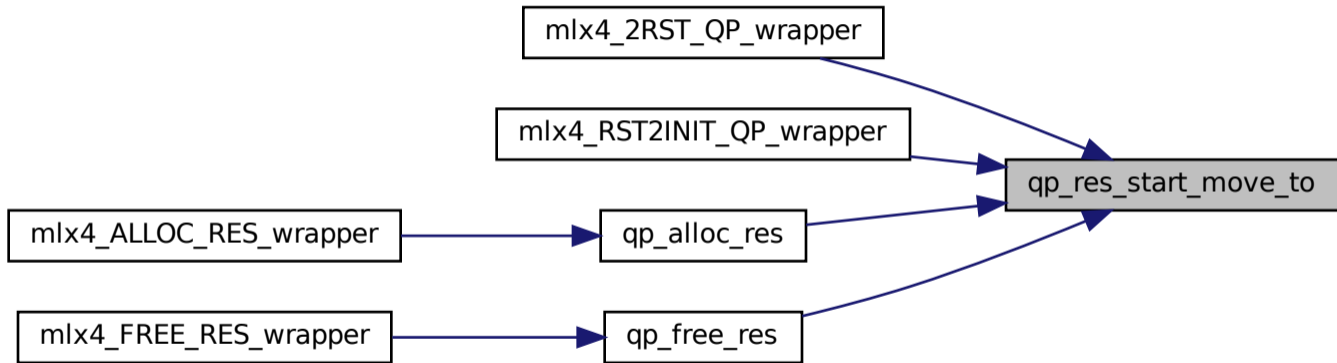 mlx4_2RST_QP_wrapper
mlx4_RST2INIT_QP_wrapper
qp_res_start_move_to
mlx4_ALLOC_RES_wrapper
qp_alloc_res
mlx4_FREE_RES_wrapper
qp_free_res